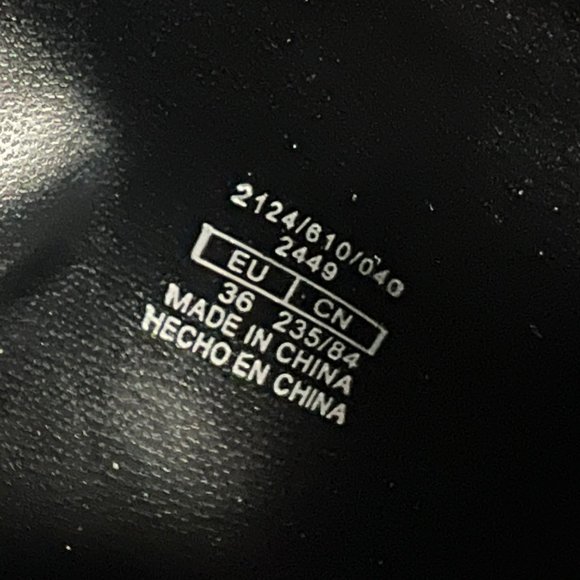 2124/610/040
2449
EU CN
36 235/84
MADE IN CHINA
HECHO EN CHINA